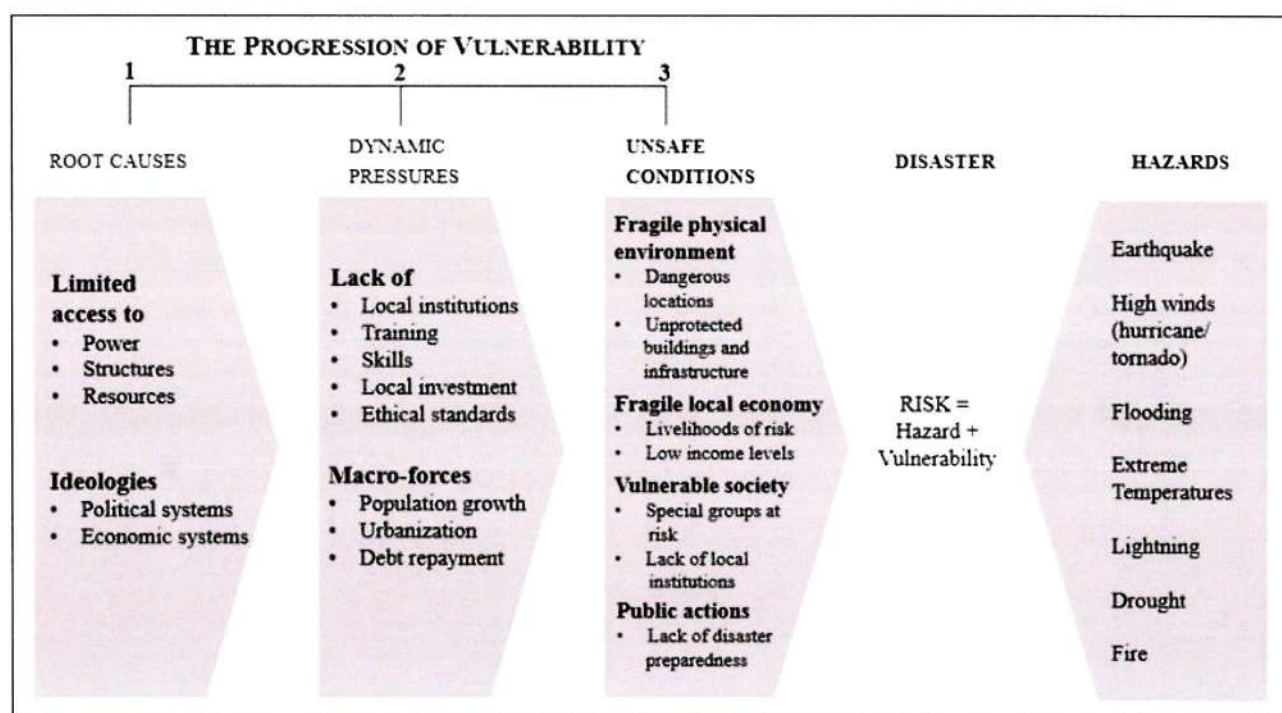 THE PROGRESSION OF VULNERABILITY
1
2
3
ROOT CAUSES
Limited
access to
• Power
• Structures
• Resources
Ideologies
• Political systems
• Economic systems
DYNAMIC
PRESSURES
Lack of
• Local institutions
• Training
• Skills
• Local investment
• Ethical standards
Macro-forces
• Population growth
• Urbanization
• Debt repayment
UNSAFE
CONDITIONS
Fragile physical
environment
• Dangerous
locations
• Unprotected
buildings and
infrastructure
Fragile local economy
• Livelihoods of risk
• Low income levels
Vulnerable society
• Special groups at
risk
• Lack of local
institutions
Public actions
• Lack of disaster
preparedness
DISASTER
RISK =
Hazard +
Vulnerability
HAZARDS
Earthquake
High winds
(hurricane/
tornado)
Flooding
Extreme
Temperatures
Lightning
Drought
Fire